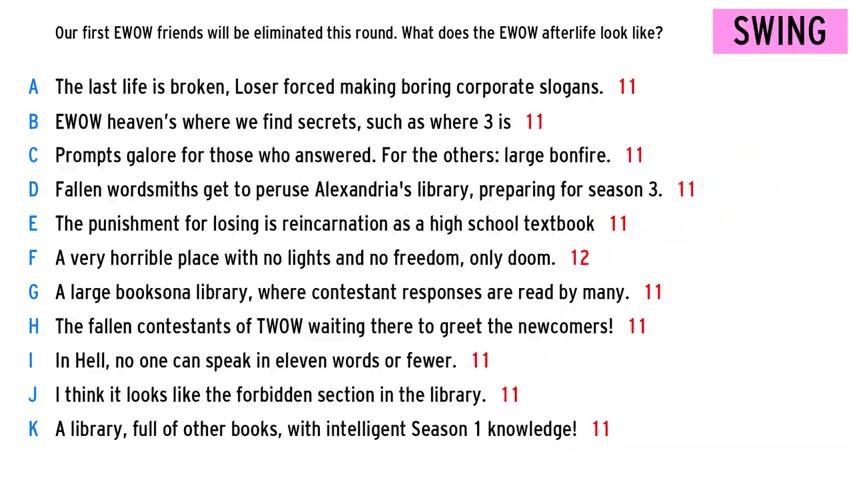 Our first EWOW friends will be eliminated this round. What does the EWOW afterlife look like?
SWING
A The last life is broken, Loser forced making boring corporate slogans. 11
B EWOW heaven's where we find secrets, such as where 3 is 11
C Prompts galore for those who answered. For the others: large bonfire. 11
D Fallen wordsmiths get to peruse Alexandria's library, preparing for season 3. 11
E The punishment for losing is reincarnation as a high school textbook 11
F A very horrible place with no lights and no freedom, only doom. 12
G A large booksona library, where contestant responses are read by many. 11
H The fallen contestants of TWOW waiting there to greet the newcomers! 11
I In Hell, no one can speak in eleven words or fewer. 11
J I think it looks like the forbidden section in the library. 11
K A library, full of other books, with intelligent Season 1 knowledge! 11